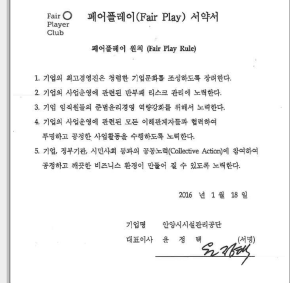 Fair
Player
Club
페어플레이(Fair Play) 서약서
페어플레이 원칙 (Fair Play Rule)
1. 기업의 최고경영진은 청렴한 기업문화를 조성하도록 장려한다.
2. 기업의 사업운영에 관련된 반부패 리스크 관리에 노력한다.
3. 기업 임직원들의 준법윤리경영 역량강화를 위해서 노력한다.
4. 기업의 사업운영에 관련된 모든 이해관계자들과 협력하여
투명하고 공정한 사업활동을 수행하도록 노력한다.
5. 기업, 정부기관, 시민사회 등과의 공동노력(Collective Action)에 참여하여
공정하고 깨끗한 비즈니스 환경이 만들어 질 수 있도록 노력한다.
2016 년 1 월 18 일
기업명 안양시시설관리공단
대표이사 윤 정 택 (서명)